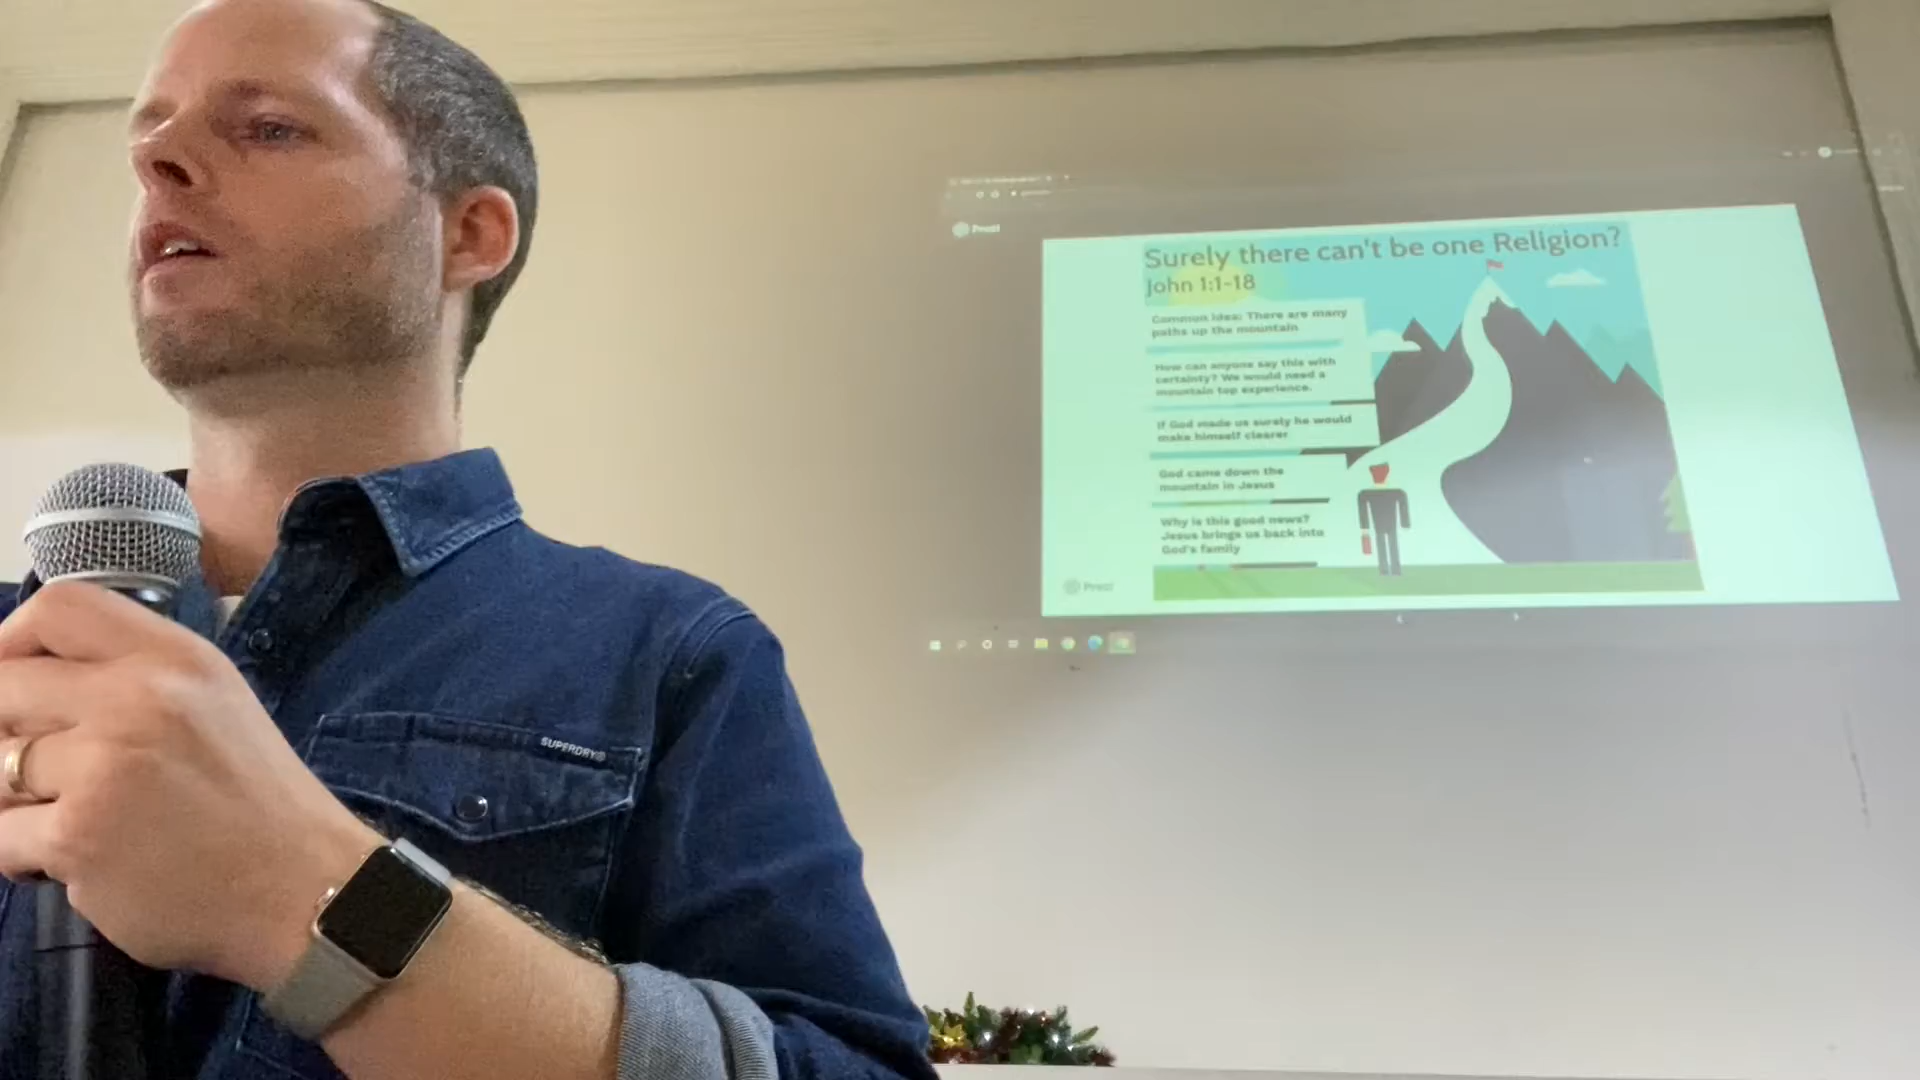 Prezi
Surely there can't be one Religion?
John 1:1-18
Common idea: There are many
paths up the mountain
How can anyone say this with
certainty? We would need a
mountain top experience.
If God made us surely he would
make himself clearer
God came down the
mountain in Jesus
Why is this good news?
Jesus brings us back into
God's family
Prezi
SUPERDRY®